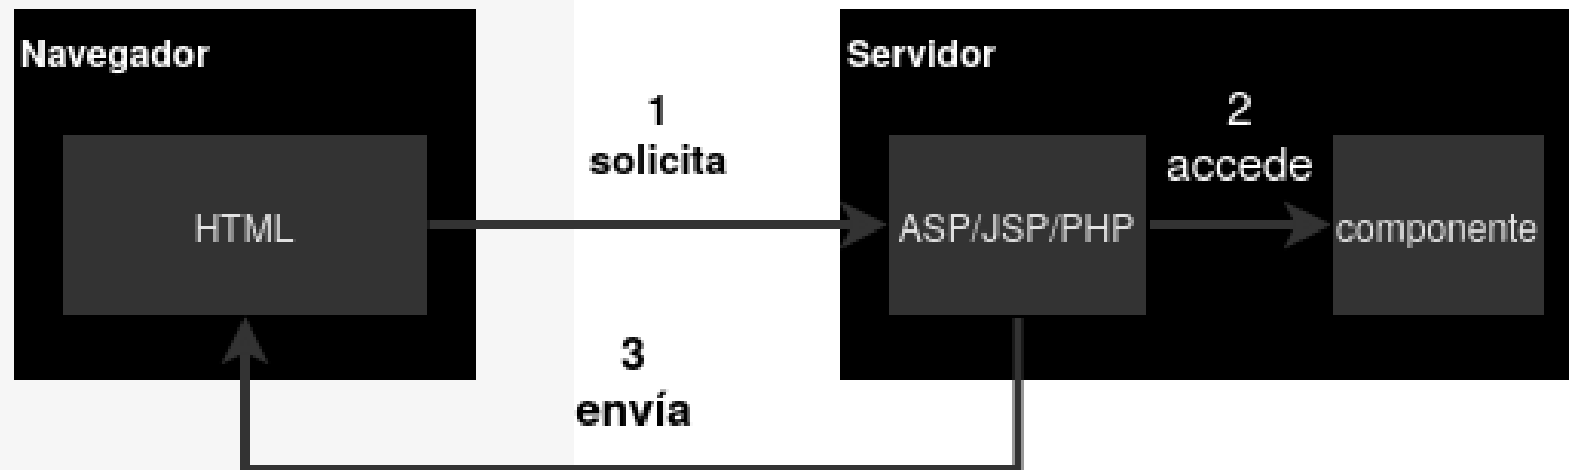 Navegador
HTML
1
solicita
3
envía
Servidor
ASP/JSP/PHP
2
accede
componente